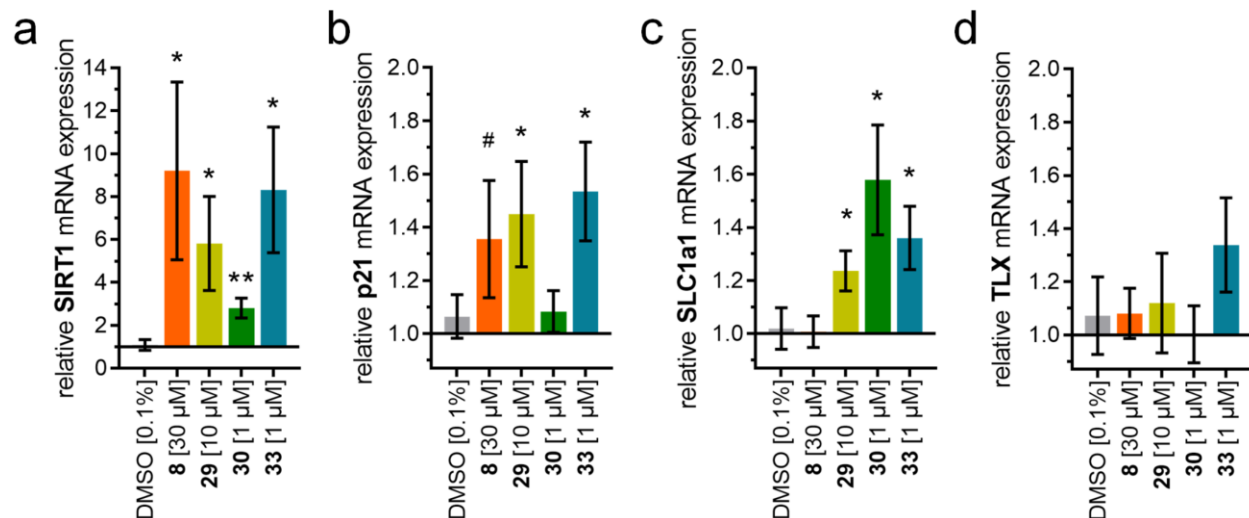 a
relative SIRT1 mRNA expression
14
12
10
8
6
4
2
0
*
*
**
*
DMSO [0.1%]
8 [30 µM]
29 [10 µM]
30 [1 µM]
33 [1 µM]
b
relative p21 mRNA expression
2.0
1.8
1.6
1.4
1.2
1.0
#
*
*
DMSO [0.1%]
8 [30 µM]
29 [10 µM]
30 [1 µM]
33 [1 µM]
c
relative SLC1a1 mRNA expression
2.0
1.8
1.6
1.4
1.2
1.0
*
*
*
DMSO [0.1%]
8 [30 µM]
29 [10 µM]
30 [1 µM]
33 [1 µM]
d
relative TLX mRNA expression
2.0
1.8
1.6
1.4
1.2
1.0
DMSO [0.1%]
8 [30 µM]
29 [10 µM]
30 [1 µM]
33 [1 µM]